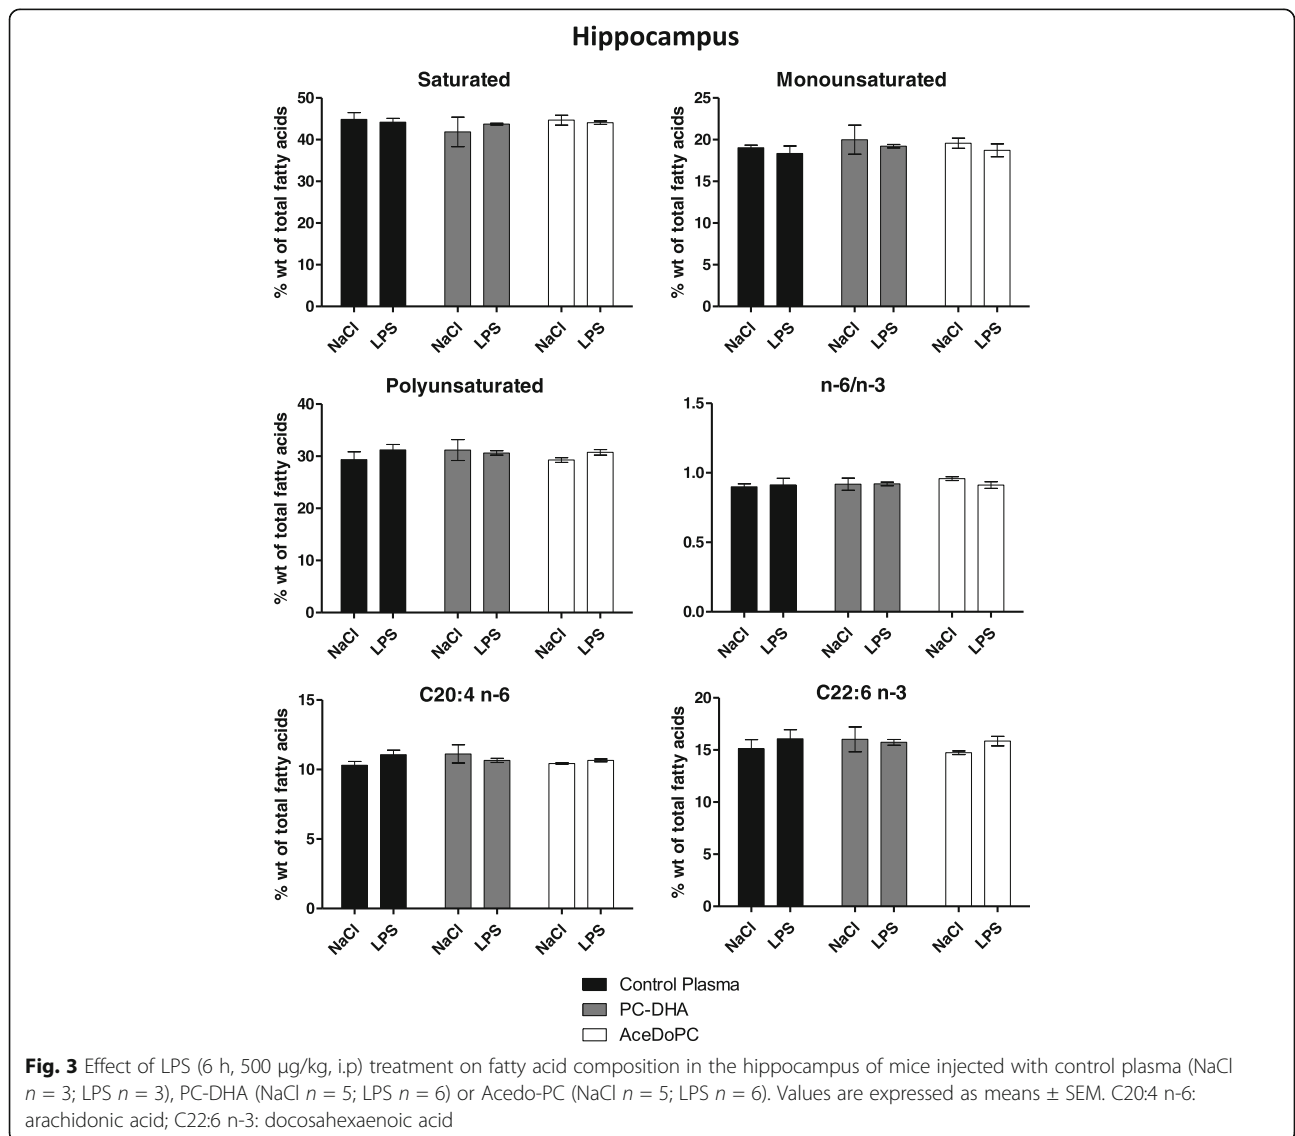 Hippocampus
Saturated
% wt of total fatty acids
50
40
30
20
10
0
NaCl
LPS
NaCl
LPS
NaCl
LPS
Monounsaturated
% wt of total fatty acids
25
20
15
10
5
0
NaCl
LPS
NaCl
LPS
NaCl
LPS
Polyunsaturated
% wt of total fatty acids
40
30
20
10
0
NaCl
LPS
NaCl
LPS
NaCl
LPS
n-6/n-3
% wt of total fatty acids
1.5
1.0
0.5
0.0
NaCl
LPS
NaCl
LPS
NaCl
LPS
C20:4 n-6
% wt of total fatty acids
15
10
5
0
NaCl
LPS
NaCl
LPS
NaCl
LPS
C22:6 n-3
% wt of total fatty acids
20
15
10
5
0
NaCl
LPS
NaCl
LPS
NaCl
LPS
Control Plasma
PC-DHA
AceDoPC
Fig. 3 Effect of LPS (6 h, 500 μg/kg, i.p) treatment on fatty acid composition in the hippocampus of mice injected with control plasma (NaCl
n = 3; LPS n = 3), PC-DHA (NaCl n = 5; LPS n = 6) or Acedo-PC (NaCl n = 5; LPS n = 6). Values are expressed as means ± SEM. C20:4 n-6:
arachidonic acid; C22:6 n-3: docosahexaenoic acid